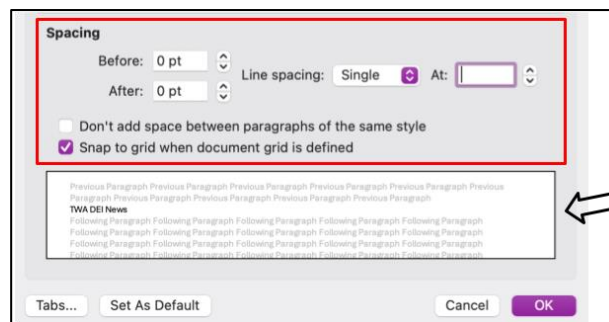 Spacing
Before: 0 pt
Line spacing: Single At:
After: 0 pt
Don't add space between paragraphs of the same style
Snap to grid when document grid is defined
Previous Paragraph Previous Paragraph Previous Paragraph Previous Paragraph Previous Paragraph Previous
Paragraph Previous Paragraph Previous Paragraph Previous Paragraph Previous Paragraph
TWA DEI News
Following Paragraph Following Paragraph Following Paragraph Following Paragraph Following Paragraph
Following Paragraph Following Paragraph Following Paragraph Following Paragraph Following Paragraph
Following Paragraph Following Paragraph Following Paragraph Following Paragraph Following Paragraph
Following Paragraph Following Paragraph Following Paragraph Following Paragraph Following Paragraph
Tabs... Set As Default Cancel OK